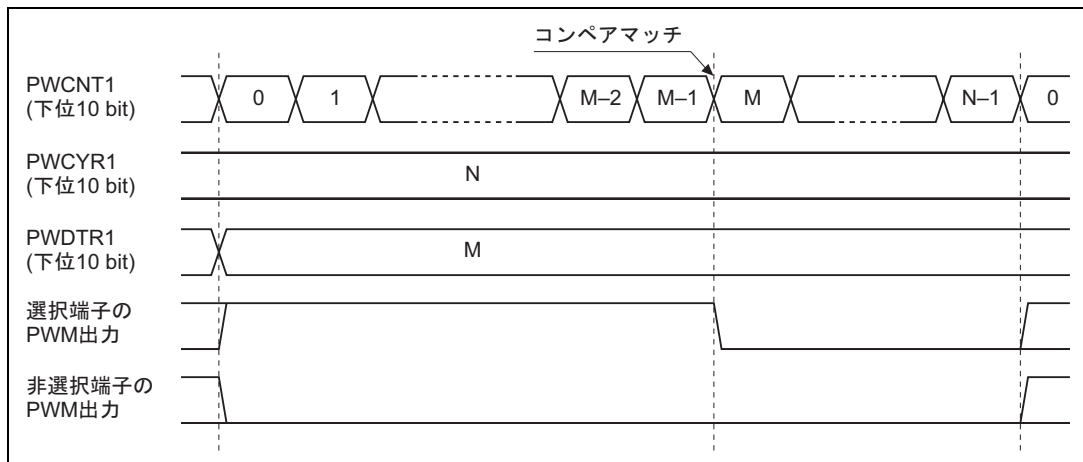 コンペアマッチ
PWCNT1
(下位10 bit)
0 1 M–2 M–1 M N–1 0
PWCYR1
(下位10 bit)
N
PWDTR1
(下位10 bit)
M
選択端子の
PWM出力
非選択端子の
PWM出力